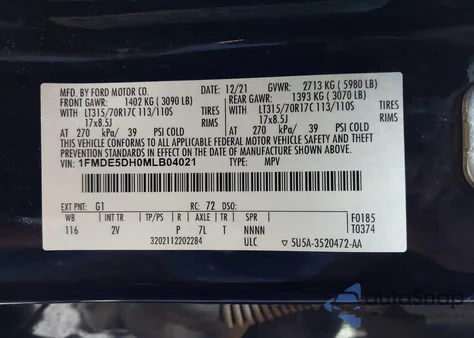 MFD. BY FORD MOTOR CO. 12/21 GVWR: 2713 KG ( 5980 LB)
FRONT GAWR: 1402 KG ( 3090 LB) REAR GAWR: 1393 KG ( 3070 LB)
WITH LT315/70R17C 113/110S TIRES WITH LT315/70R17C 113/110S TIRES
17x8.5J RIMS 17x8.5J RIMS
AT 270 kPa/ 39 PSI COLD AT 270 kPa/ 39 PSI COLD
THIS VEHICLE CONFORMS TO ALL APPLICABLE FEDERAL MOTOR VEHICLE SAFETY AND THEFT PREVENTION STANDARDS IN EFFECT ON THE DATE OF MANUFACTURE SHOWN ABOVE.
VIN: 1FMDE5DH0MLB04021 TYPE: MPV
EXT PNT: G1 RC: 72 DSO: F0185
WB INT TR TP/PS R AXLE TR SPR T0374
116 2V P 7L T NNNN
3202112202284 ULC ▽ 5U5A-3520472-AA
autoSnap